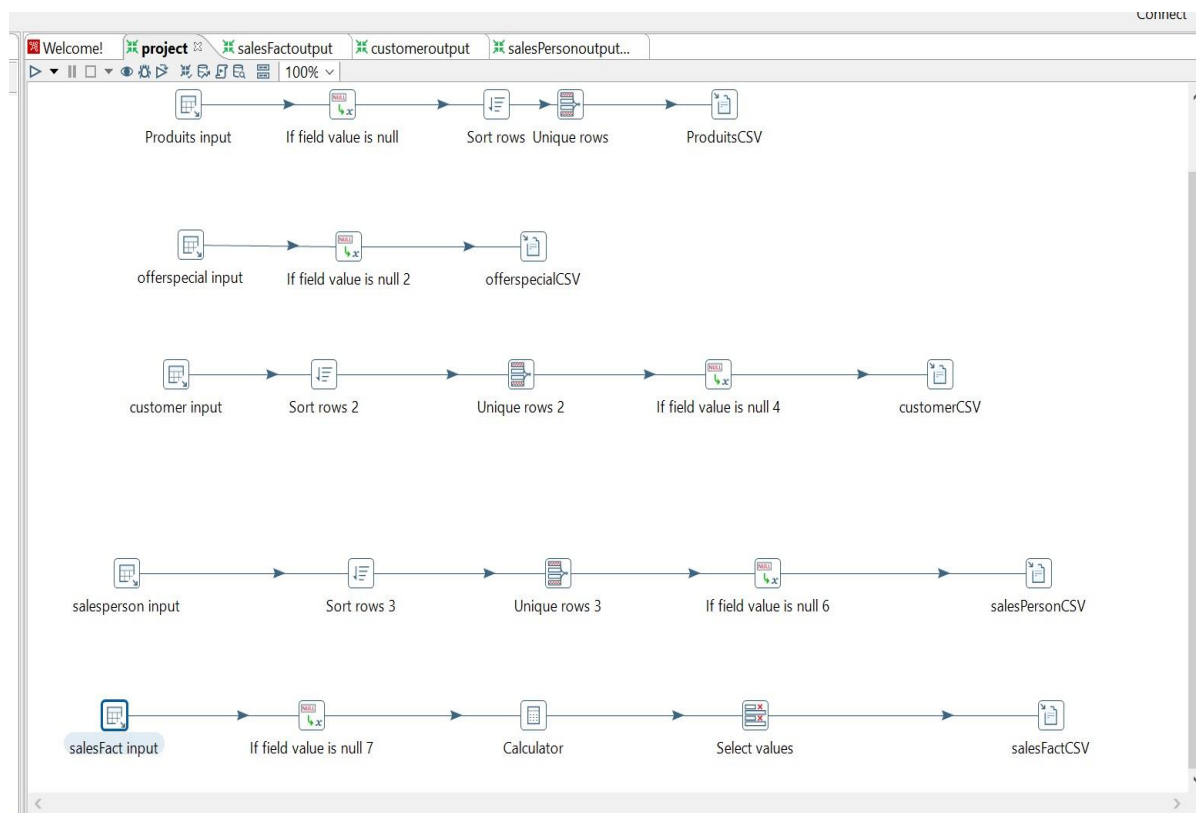 Connect
Welcome! project salesFactoutput customeroutput salesPersonoutput...
100%
Produits input If field value is null Sort rows Unique rows ProduitsCSV
offerspecial input If field value is null 2 offerspecialCSV
customer input Sort rows 2 Unique rows 2 If field value is null 4 customerCSV
salesperson input Sort rows 3 Unique rows 3 If field value is null 6 salesPersonCSV
salesFact input If field value is null 7 Calculator Select values salesFactCSV